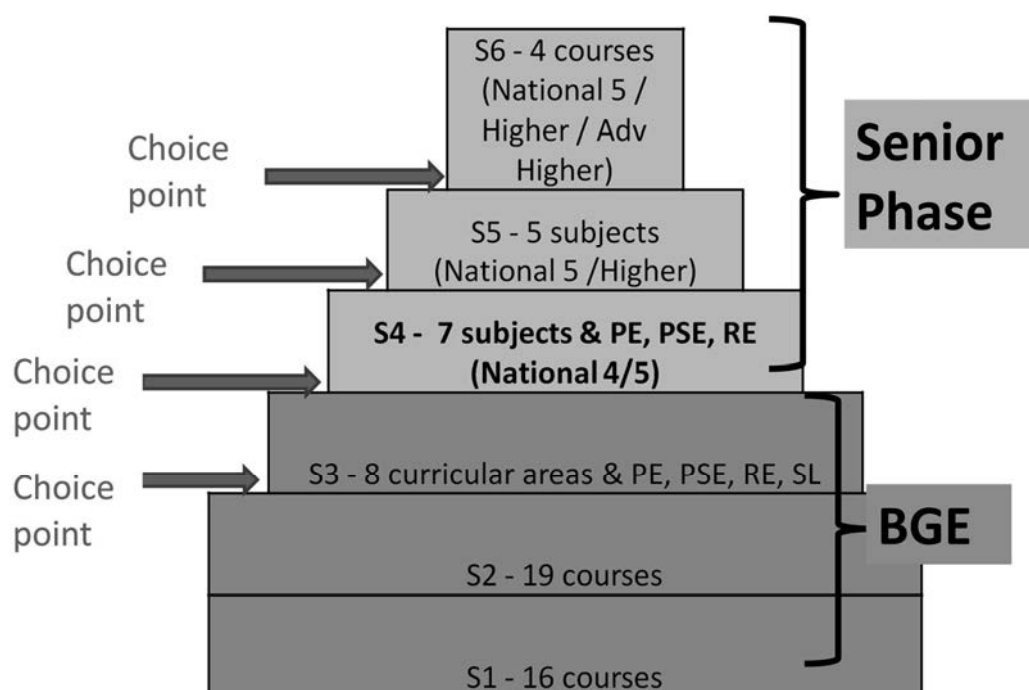 S6 - 4 courses
(National 5 /
Higher / Adv
Higher)
Senior
Phase
Choice
point
S5 - 5 subjects
(National 5 /Higher)
Choice
point
S4 - 7 subjects & PE, PSE, RE
(National 4/5)
Choice
point
S3 - 8 curricular areas & PE, PSE, RE, SL
Choice
point
BGE
S2 - 19 courses
S1 - 16 courses